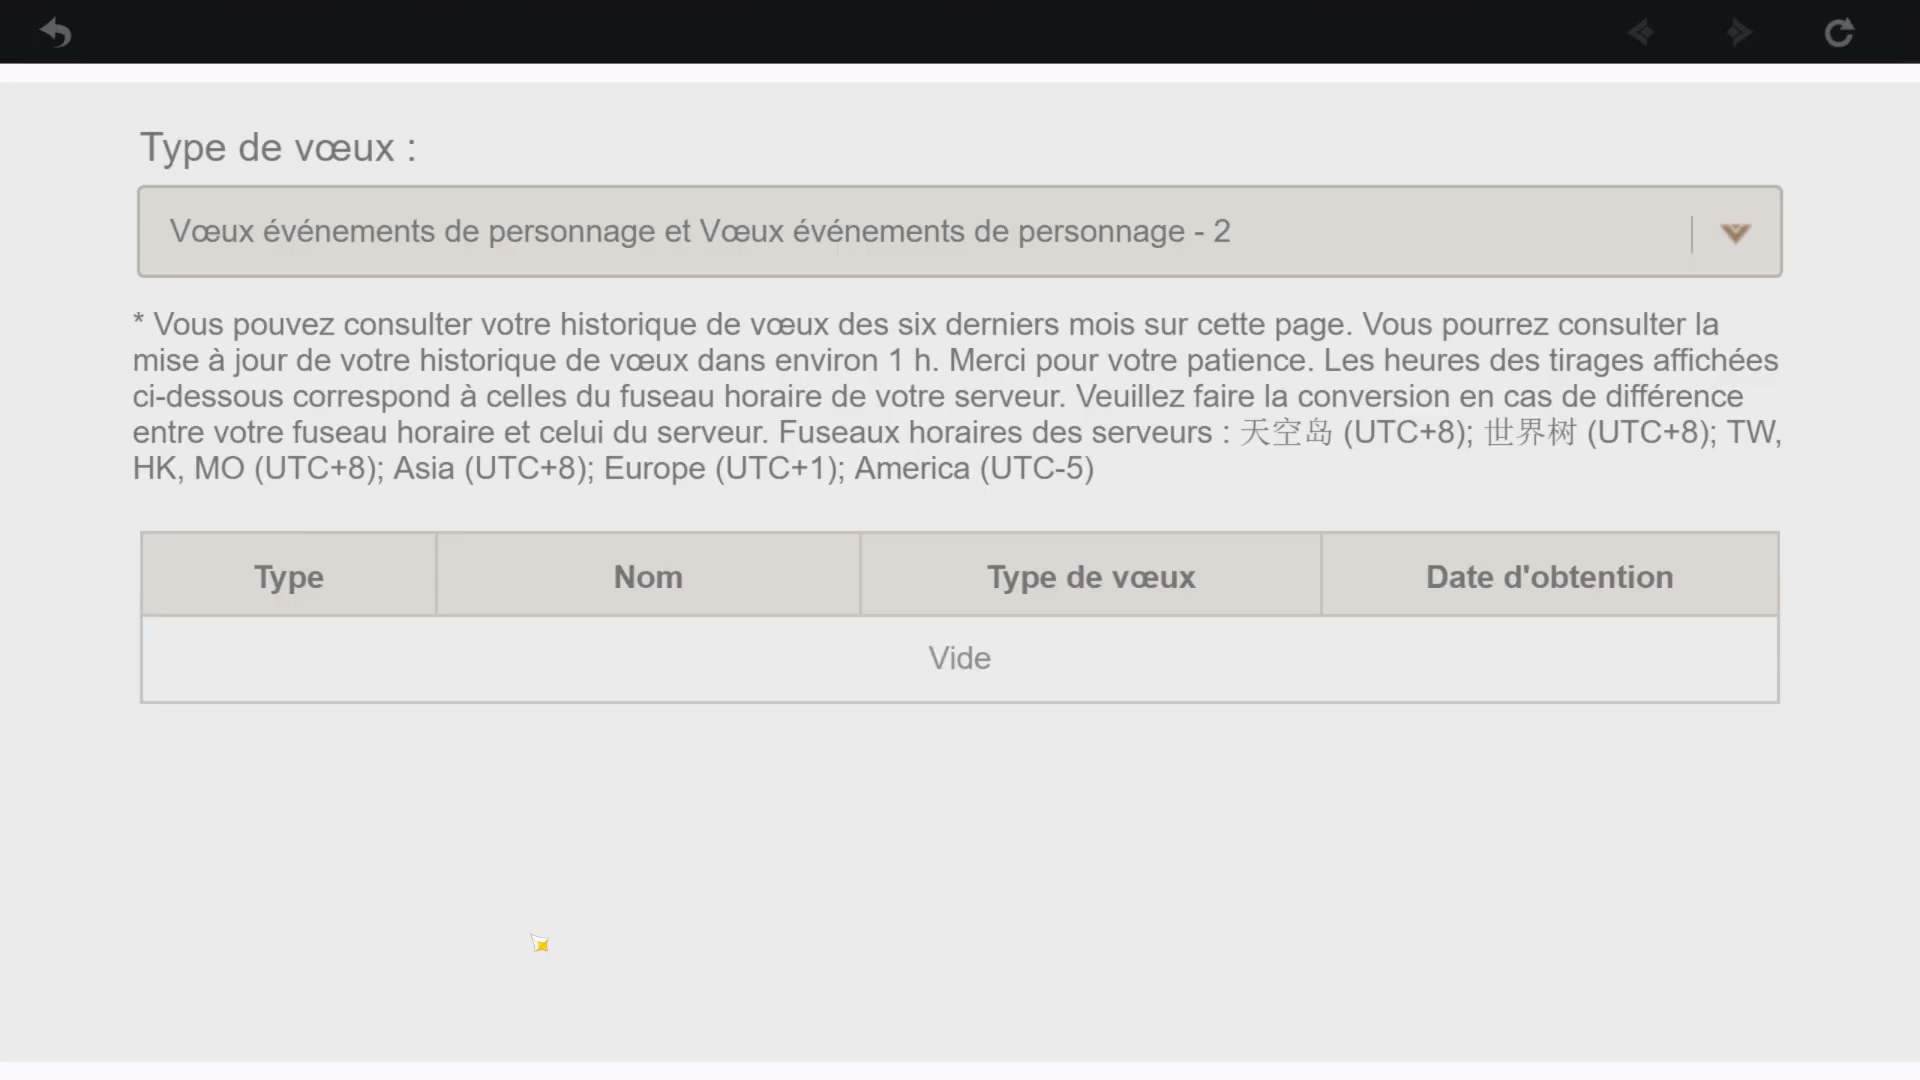 Type de vœux :
Vœux événements de personnage et Vœux événements de personnage - 2
* Vous pouvez consulter votre historique de vœux des six derniers mois sur cette page. Vous pourrez consulter la
mise à jour de votre historique de vœux dans environ 1 h. Merci pour votre patience. Les heures des tirages affichées
ci-dessous correspond à celles du fuseau horaire de votre serveur. Veuillez faire la conversion en cas de différence
entre votre fuseau horaire et celui du serveur. Fuseaux horaires des serveurs : 天空岛 (UTC+8); 世界树 (UTC+8); TW,
HK, MO (UTC+8); Asia (UTC+8); Europe (UTC+1); America (UTC-5)
Type Nom Type de vœux Date d'obtention
Vide